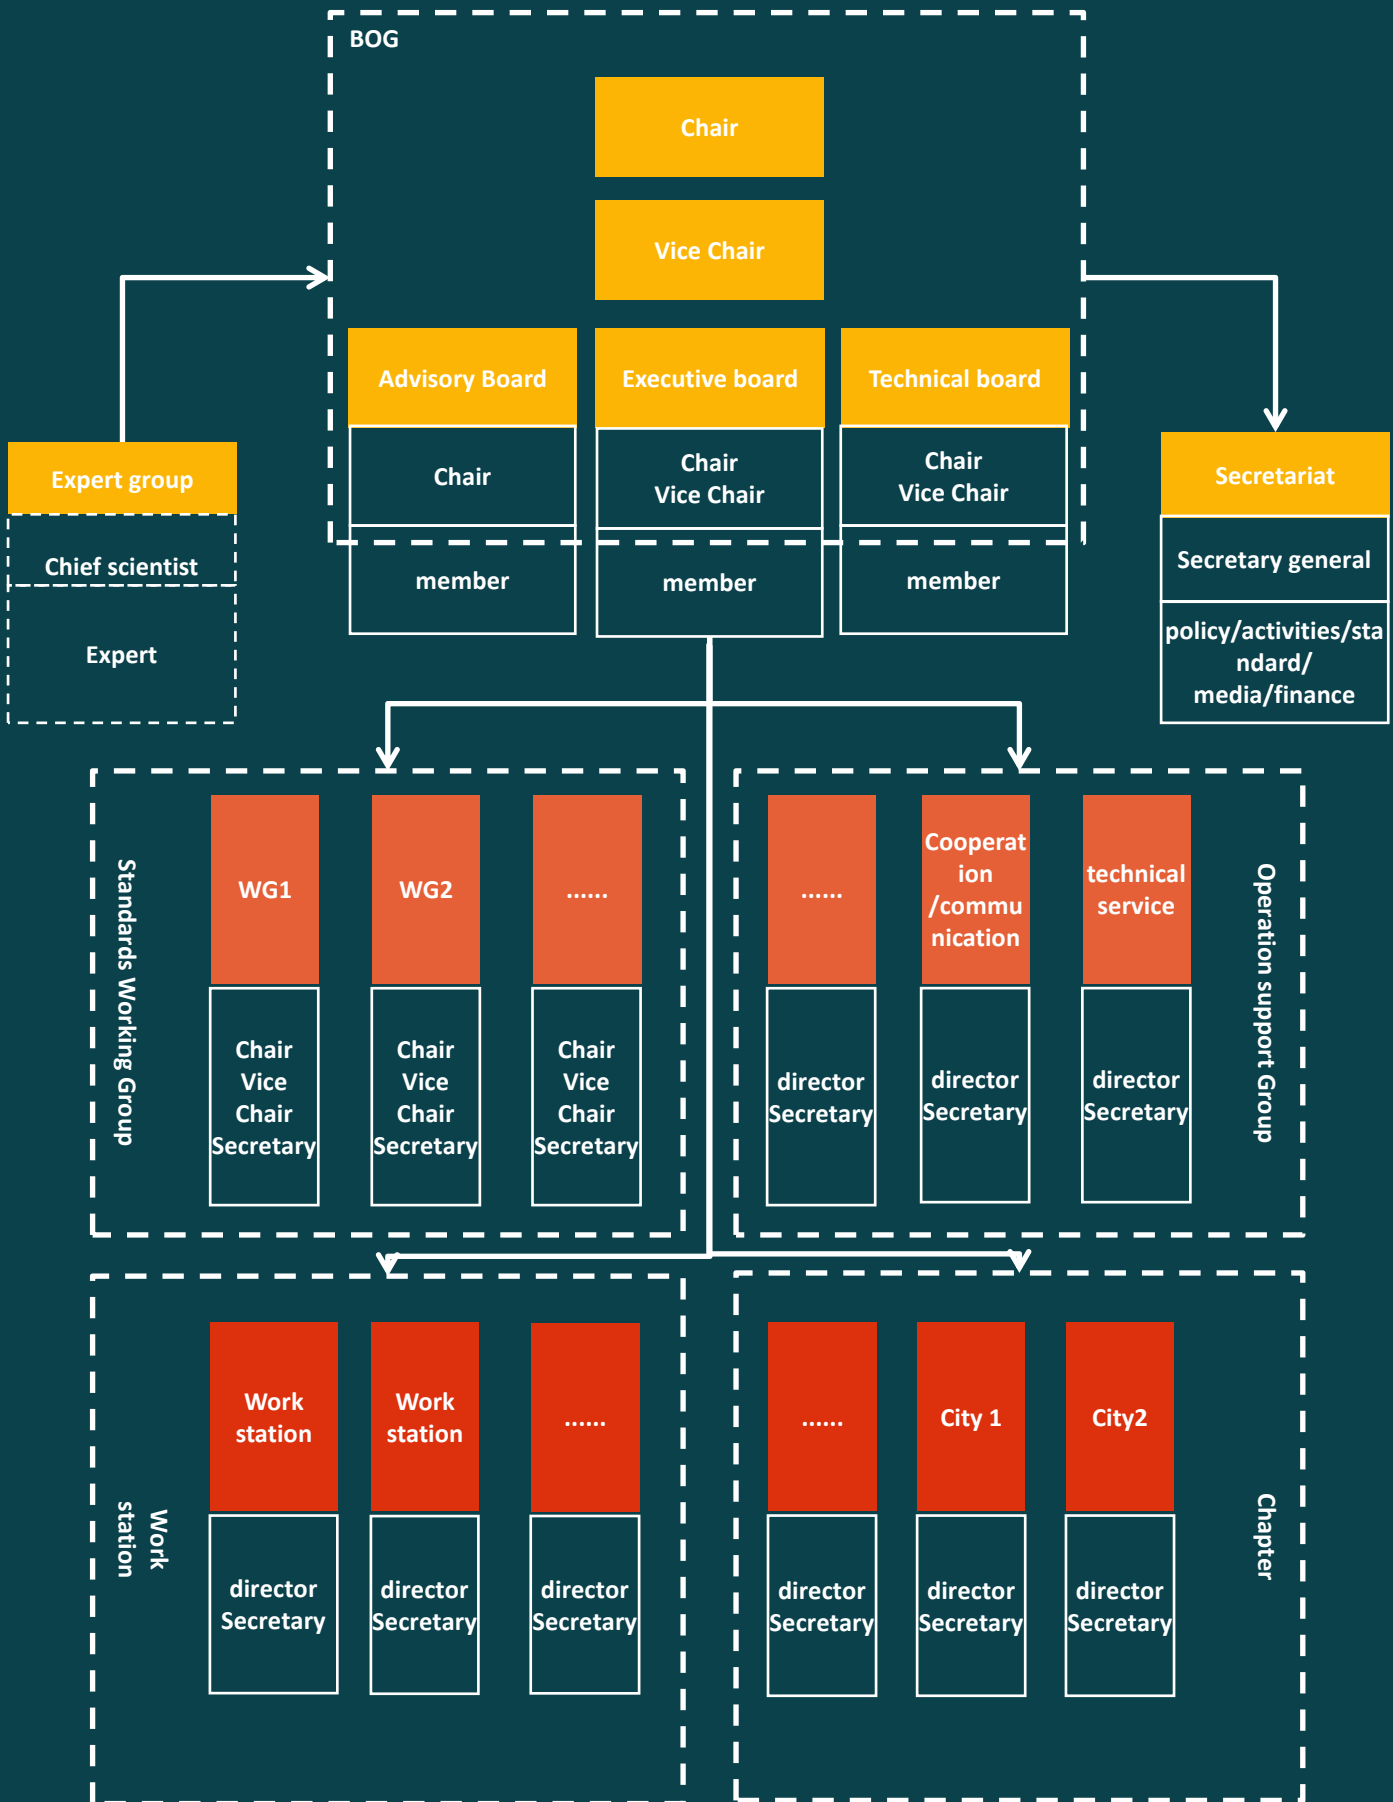 BOG
Chair
Vice Chair
Advisory Board
Executive board
Technical board
Chair
Chair
Vice Chair
Chair
Vice Chair
member
member
member
Expert group
Chief scientist
Expert
Secretariat
Secretary general
policy/activities/sta
ndard/
media/finance
Standards Working Group
WG1
WG2
......
Chair
Vice
Chair
Secretary
Chair
Vice
Chair
Secretary
Chair
Vice
Chair
Secretary
......
Cooperat
ion
/commu
nication
technical
service
director
Secretary
director
Secretary
director
Secretary
Operation support Group
Work
station
Work
station
Work
station
......
director
Secretary
director
Secretary
director
Secretary
......
City 1
City2
director
Secretary
director
Secretary
director
Secretary
Chapter